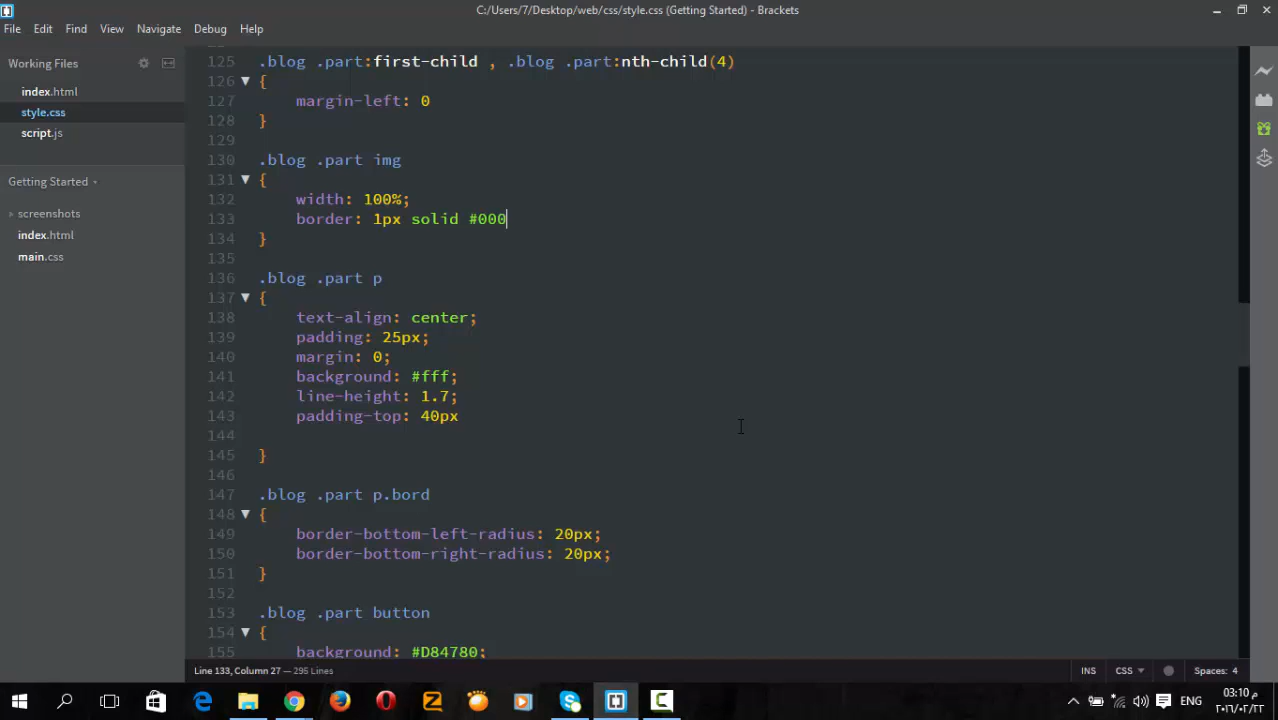 C:/Users/7/Desktop/web/css/style.css (Getting Started) - Brackets
File Edit Find View Navigate Debug Help
Working Files
index.html
style.css
script.js
Getting Started
screenshots
index.html
main.css
125 .blog .part:first-child , .blog .part:nth-child(4)
126 {
127 margin-left: 0
128 }
129
130 .blog .part img
131 {
132 width: 100%;
133 border: 1px solid #000
134 }
135
136 .blog .part p
137 {
138 text-align: center;
139 padding: 25px;
140 margin: 0;
141 background: #fff;
142 line-height: 1.7;
143 padding-top: 40px
144
145 }
146
147 .blog .part p.bord
148 {
149 border-bottom-left-radius: 20px;
150 border-bottom-right-radius: 20px;
151 }
152
153 .blog .part button
154 {
155 background: #D84780;
Line 133, Column 27 — 295 Lines
INS CSS Spaces: 4
ENG
03:10 م
٢٠١٦/٠٢/٢٢